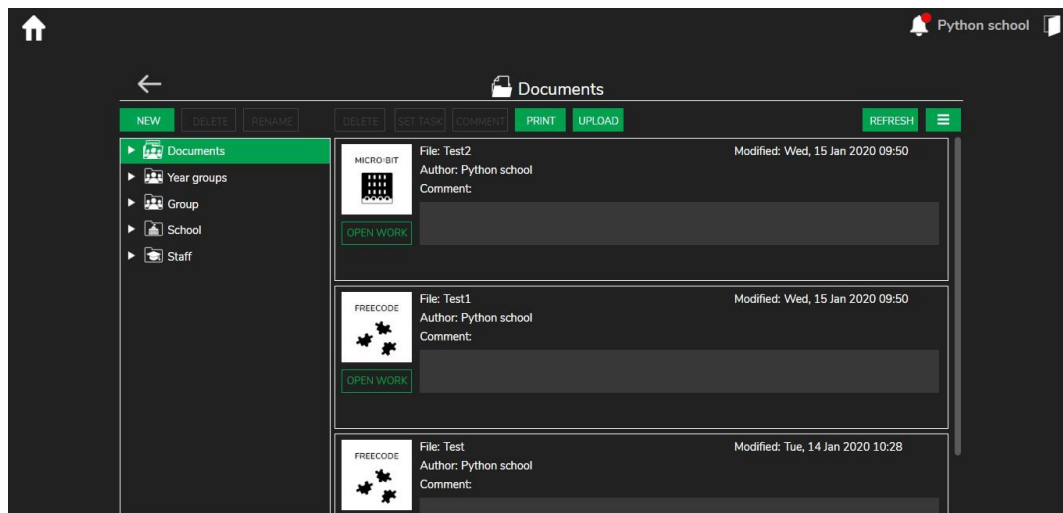 Python school
Documents
NEW DELETE RENAME DELETE SET TASK COMMENT PRINT UPLOAD REFRESH
Documents
Year groups
Group
School
Staff
MICRO:BIT
File: Test2 Modified: Wed, 15 Jan 2020 09:50
Author: Python school
Comment:
OPEN WORK
FREECODE
File: Test1 Modified: Wed, 15 Jan 2020 09:50
Author: Python school
Comment:
OPEN WORK
FREECODE
File: Test Modified: Tue, 14 Jan 2020 10:28
Author: Python school
Comment: